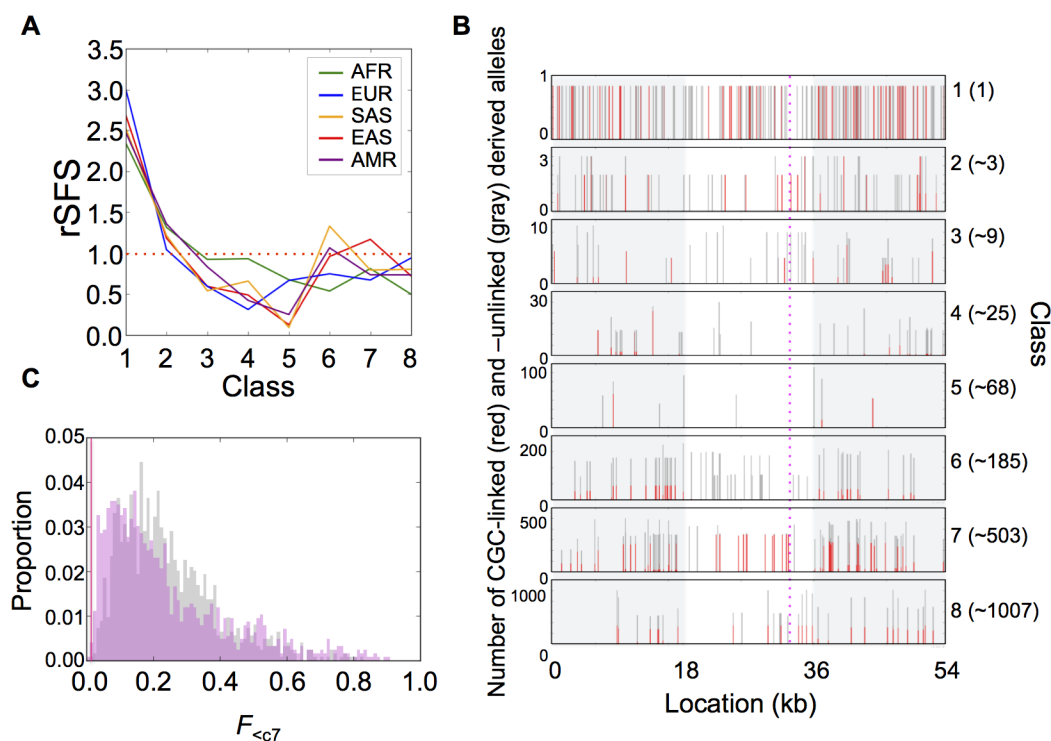 A
rSFS
3.5
3.0
2.5
2.0
1.5
1.0
0.5
0.0
1 2 3 4 5 6 7 8
Class
AFR
EUR
SAS
EAS
AMR
B
Number of CGC-linked (red) and –unlinked (gray) derived alleles
1
0
3
0
10
0
30
0
100
0
200
0
500
0
1000
0
1 (1)
2 (~3)
3 (~9)
4 (~25)
5 (~68)
6 (~185)
7 (~503)
8 (~1007)
Class
0 18 36 54
Location (kb)
C
Proportion
0.05
0.04
0.03
0.02
0.01
0.00
0.0 0.2 0.4 0.6 0.8 1.0
F<c7